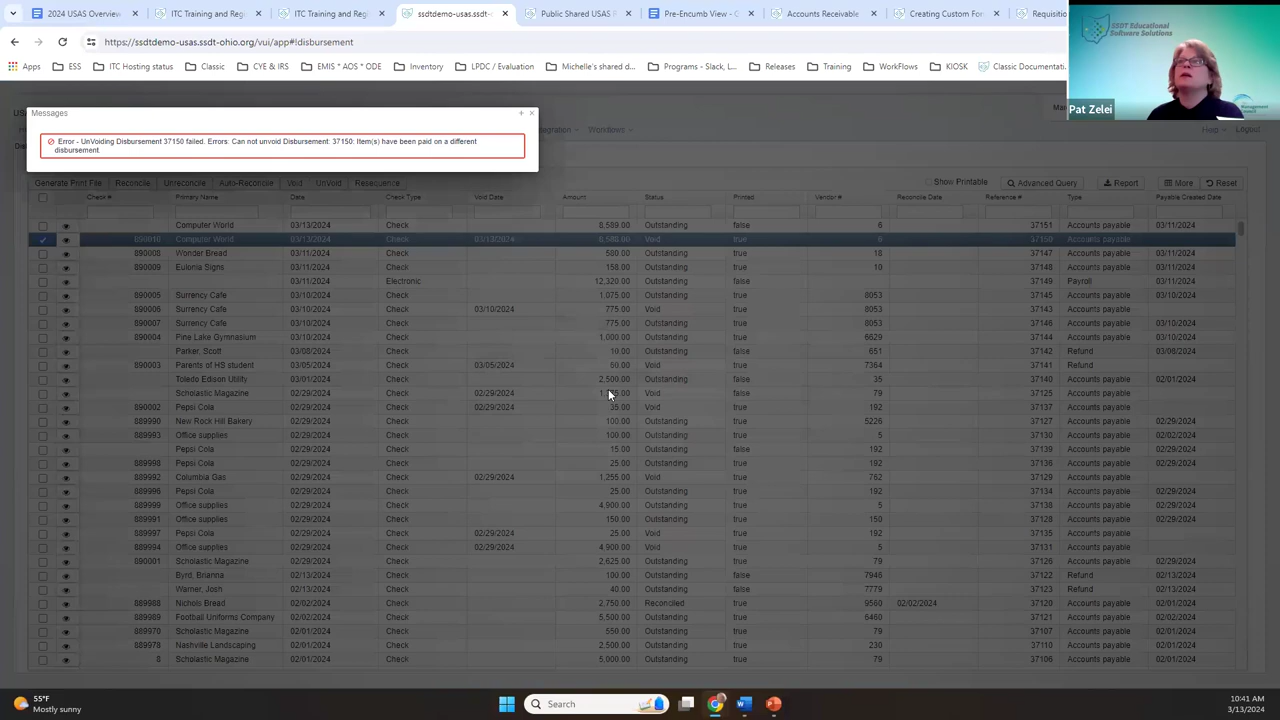 2024 USAS Review
ITC Training and Regi
ITC Training and Regi
ssdtdemo-usas.ssdt-
Public Shared USAS
Pre-Encumb View
Accounts Receivable
Creating Custom For
Requisition
https://ssdtdemo-usas.ssdt-ohio.org/vui/app#!disbursement
Apps ESS ITC Hosting status Classic CYE & IRS EMIS * AOS * ODE Inventory LPDC / Evaluation Michelle's shared d... Programs - Slack, L... Releases Training WorkFlows KIOSK Classic Documentati...
SSDT Educational
Software Solutions
Pat Zelei
Messages
Error - UnVoiding Disbursement 37150 failed. Errors: Can not unvoid Disbursement: 37150: Item(s) have been paid on a different
disbursement.
Workflows Help Logout
Generate Print File Reconcile Unreconcile Auto-Reconcile Void UnVoid Resequence Show Printable Advanced Query Report More Reset
Check # Primary Name Date Check Type Void Date Amount Status Printed Vendor # Reconcile Date Reference # Type Payable Created Date
Computer World 03/13/2024 Check 8,589.00 Outstanding false 6 37151 Accounts payable 03/11/2024
890010 Computer World 03/13/2024 Check 03/13/2024 8,589.00 Void true 6 37150 Accounts payable
890008 Wonder Bread 03/11/2024 Check 580.00 Outstanding true 18 37147 Accounts payable 03/11/2024
890009 Eulonia Signs 03/11/2024 Check 158.00 Outstanding true 10 37148 Accounts payable 03/11/2024
03/11/2024 Electronic 12,320.00 Outstanding false 37149 Payroll 03/11/2024
890005 Surrency Cafe 03/10/2024 Check 1,075.00 Outstanding true 8053 37145 Accounts payable 03/10/2024
890006 Surrency Cafe 03/10/2024 Check 03/10/2024 775.00 Void true 8053 37143 Accounts payable
890007 Surrency Cafe 03/10/2024 Check 775.00 Outstanding true 8053 37146 Accounts payable 03/10/2024
890004 Pine Lake Gymnasium 03/10/2024 Check 1,000.00 Outstanding true 6629 37144 Accounts payable 03/10/2024
Parker, Scott 03/08/2024 Check 10.00 Outstanding false 651 37142 Refund 03/08/2024
890003 Parents of HS student 03/05/2024 Check 03/05/2024 60.00 Void true 7364 37141 Refund
Toledo Edison Utility 03/01/2024 Check 2,500.00 Outstanding false 35 37140 Accounts payable 02/01/2024
Scholastic Magazine 02/29/2024 Check 02/29/2024 Void false 79 37125 Accounts payable
890002 Pepsi Cola 02/29/2024 Check 02/29/2024 35.00 Void true 192 37137 Accounts payable
889990 New Rock Hill Bakery 02/29/2024 Check 100.00 Outstanding true 5226 37127 Accounts payable 02/29/2024
889993 Office supplies 02/29/2024 Check 100.00 Outstanding true 5 37130 Accounts payable 02/02/2024
Pepsi Cola 02/29/2024 Check 15.00 Outstanding false 192 37139 Accounts payable 02/29/2024
889998 Pepsi Cola 02/29/2024 Check 25.00 Outstanding true 192 37136 Accounts payable 02/29/2024
889992 Columbia Gas 02/29/2024 Check 02/29/2024 1,255.00 Void true 762 37129 Accounts payable
889996 Pepsi Cola 02/29/2024 Check 25.00 Outstanding true 192 37134 Accounts payable 02/29/2024
889999 Office supplies 02/29/2024 Check 4,900.00 Outstanding true 5 37138 Accounts payable 02/29/2024
889991 Office supplies 02/29/2024 Check 150.00 Outstanding true 150 37128 Accounts payable 02/29/2024
889997 Pepsi Cola 02/29/2024 Check 02/29/2024 25.00 Void true 192 37135 Accounts payable
889994 Office supplies 02/29/2024 Check 02/29/2024 4,900.00 Void true 5 37131 Accounts payable
890001 Scholastic Magazine 02/29/2024 Check 2,625.00 Outstanding true 79 37126 Accounts payable 02/29/2024
Byrd, Brianna 02/13/2024 Check 100.00 Outstanding false 7946 37122 Refund 02/13/2024
Warner, Josh 02/13/2024 Check 40.00 Outstanding false 7779 37123 Refund 02/13/2024
889988 Nichols Bread 02/02/2024 Check 2,750.00 Reconciled true 9560 02/02/2024 37120 Accounts payable 02/01/2024
889989 Football Uniforms Company 02/02/2024 Check 5,500.00 Outstanding true 6460 37121 Accounts payable 02/01/2024
889970 Scholastic Magazine 02/01/2024 Check 550.00 Outstanding true 79 37107 Accounts payable 02/01/2024
889978 Nashville Landscaping 02/01/2024 Check 2,500.00 Outstanding true 230 37110 Accounts payable 02/01/2024
8 Scholastic Magazine 02/01/2024 Check 5,000.00 Outstanding true 79 37106 Accounts payable 02/01/2024
55°F
Mostly sunny
Search
10:41 AM
3/13/2024